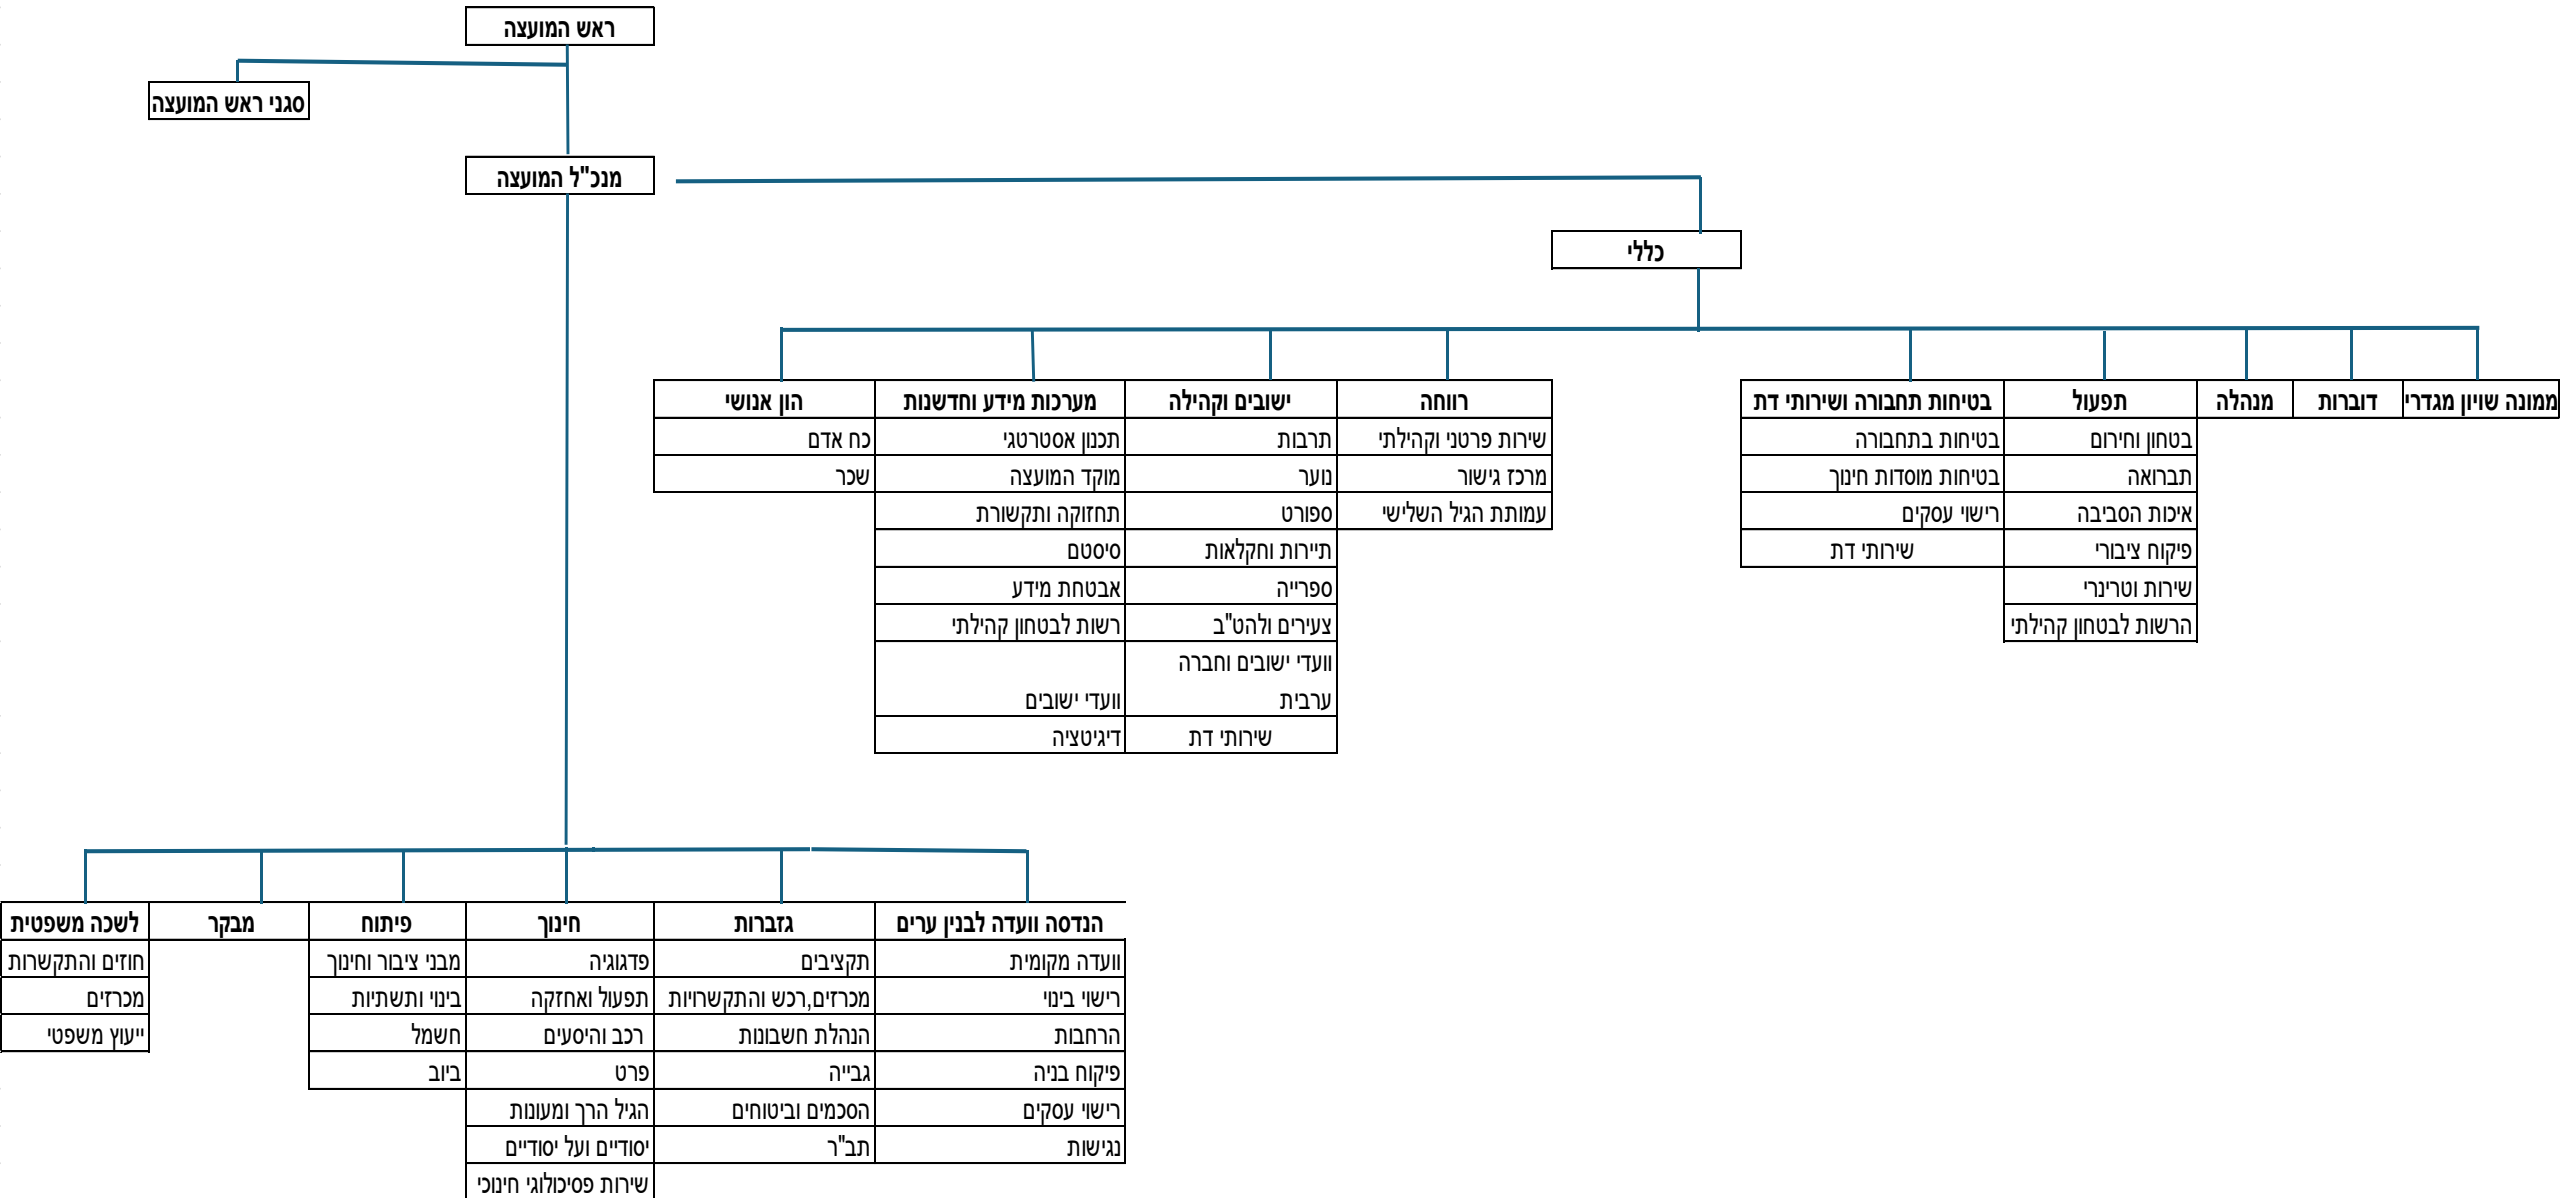 ראש המועצה
סגני ראש המועצה
מנכ"ל המועצה
כללי
ממונה שויון מגדרי
דוברות
מנהלה
תפעול
בטחון וחירום
תברואה
איכות הסביבה
פיקוח ציבורי
שירות וטרינרי
הרשות לבטחון קהילתי
בטיחות תחבורה ושירותי דת
בטיחות בתחבורה
בטיחות מוסדות חינוך
רישוי עסקים
שירותי דת
רווחה
שירות פרטני וקהילתי
מרכז גישור
עמותת הגיל השלישי
ישובים וקהילה
תרבות
נוער
ספורט
תיירות וחקלאות
ספרייה
צעירים ולהט"ב
וועדי ישובים וחברה
ערבית
שירותי דת
מערכות מידע וחדשנות
תכנון אסטרטגי
מוקד המועצה
תחזוקה ותקשורת
סיסטם
אבטחת מידע
רשות לבטחון קהילתי
וועדי ישובים
דיגיטציה
הון אנושי
כח אדם
שכר
הנדסה וועדה לבנין ערים
וועדה מקומית
רישוי בינוי
הרחבות
פיקוח בניה
רישוי עסקים
נגישות
גזברות
תקציבים
מכרזים,רכש והתקשרויות
הנהלת חשבונות
גבייה
הסכמים וביטוחים
תב"ר
חינוך
פדגוגיה
תפעול ואחזקה
רכב והיסעים
פרט
הגיל הרך ומעונות
יסודיים ועל יסודיים
שירות פסיכולוגי חינוכי
פיתוח
מבני ציבור וחינוך
בינוי ותשתיות
חשמל
ביוב
מבקר
לשכה משפטית
חוזים והתקשרות
מכרזים
ייעוץ משפטי